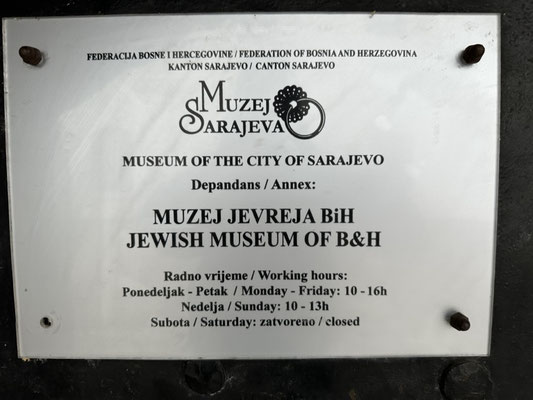 FEDERACIJA BOSNE I HERCEGOVINE / FEDERATION OF BOSNIA AND HERZEGOVINA
KANTON SARAJEVO / CANTON SARAJEVO
MUZEJ
SARAJEVA
MUSEUM OF THE CITY OF SARAJEVO
Depandans / Annex:
MUZEJ JEVREJA BiH
JEWISH MUSEUM OF B&H
Radno vrijeme / Working hours:
Ponedeljak - Petak / Monday - Friday: 10 - 16h
Nedelja / Sunday: 10 - 13h
Subota / Saturday: zatvoreno / closed